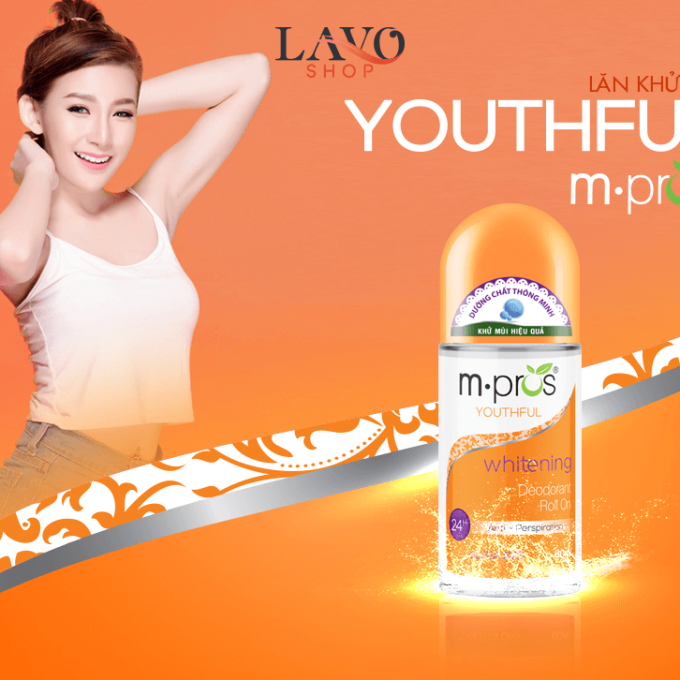 LAVO
SHOP
LĂN KHỬ
YOUTHFU
m·pros
DƯỠNG CHẤT THÔNG MINH
KHỬ MÙI HIỆU QUẢ
m·pros®
YOUTHFUL
whitening
Deodorant
Roll On
24H
Anti - Perspiration